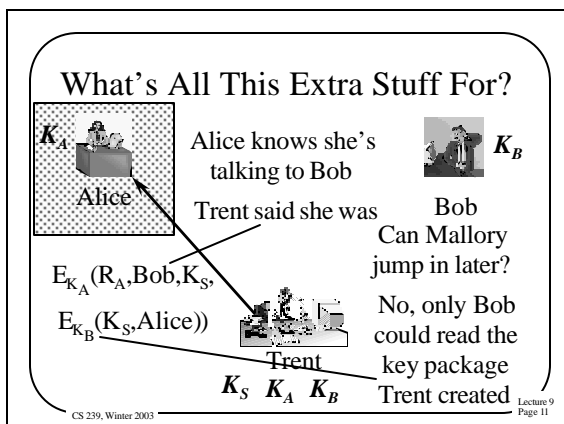 What's All This Extra Stuff For?
K_A
Alice
Alice knows she's
talking to Bob
Trent said she was
K_B
Bob
Can Mallory
jump in later?
E_{K_A}(R_A,Bob,K_S,
E_{K_B}(K_S,Alice))
No, only Bob
could read the
key package
Trent created
Trent
K_S K_A K_B
CS 239, Winter 2003
Lecture 9
Page 11